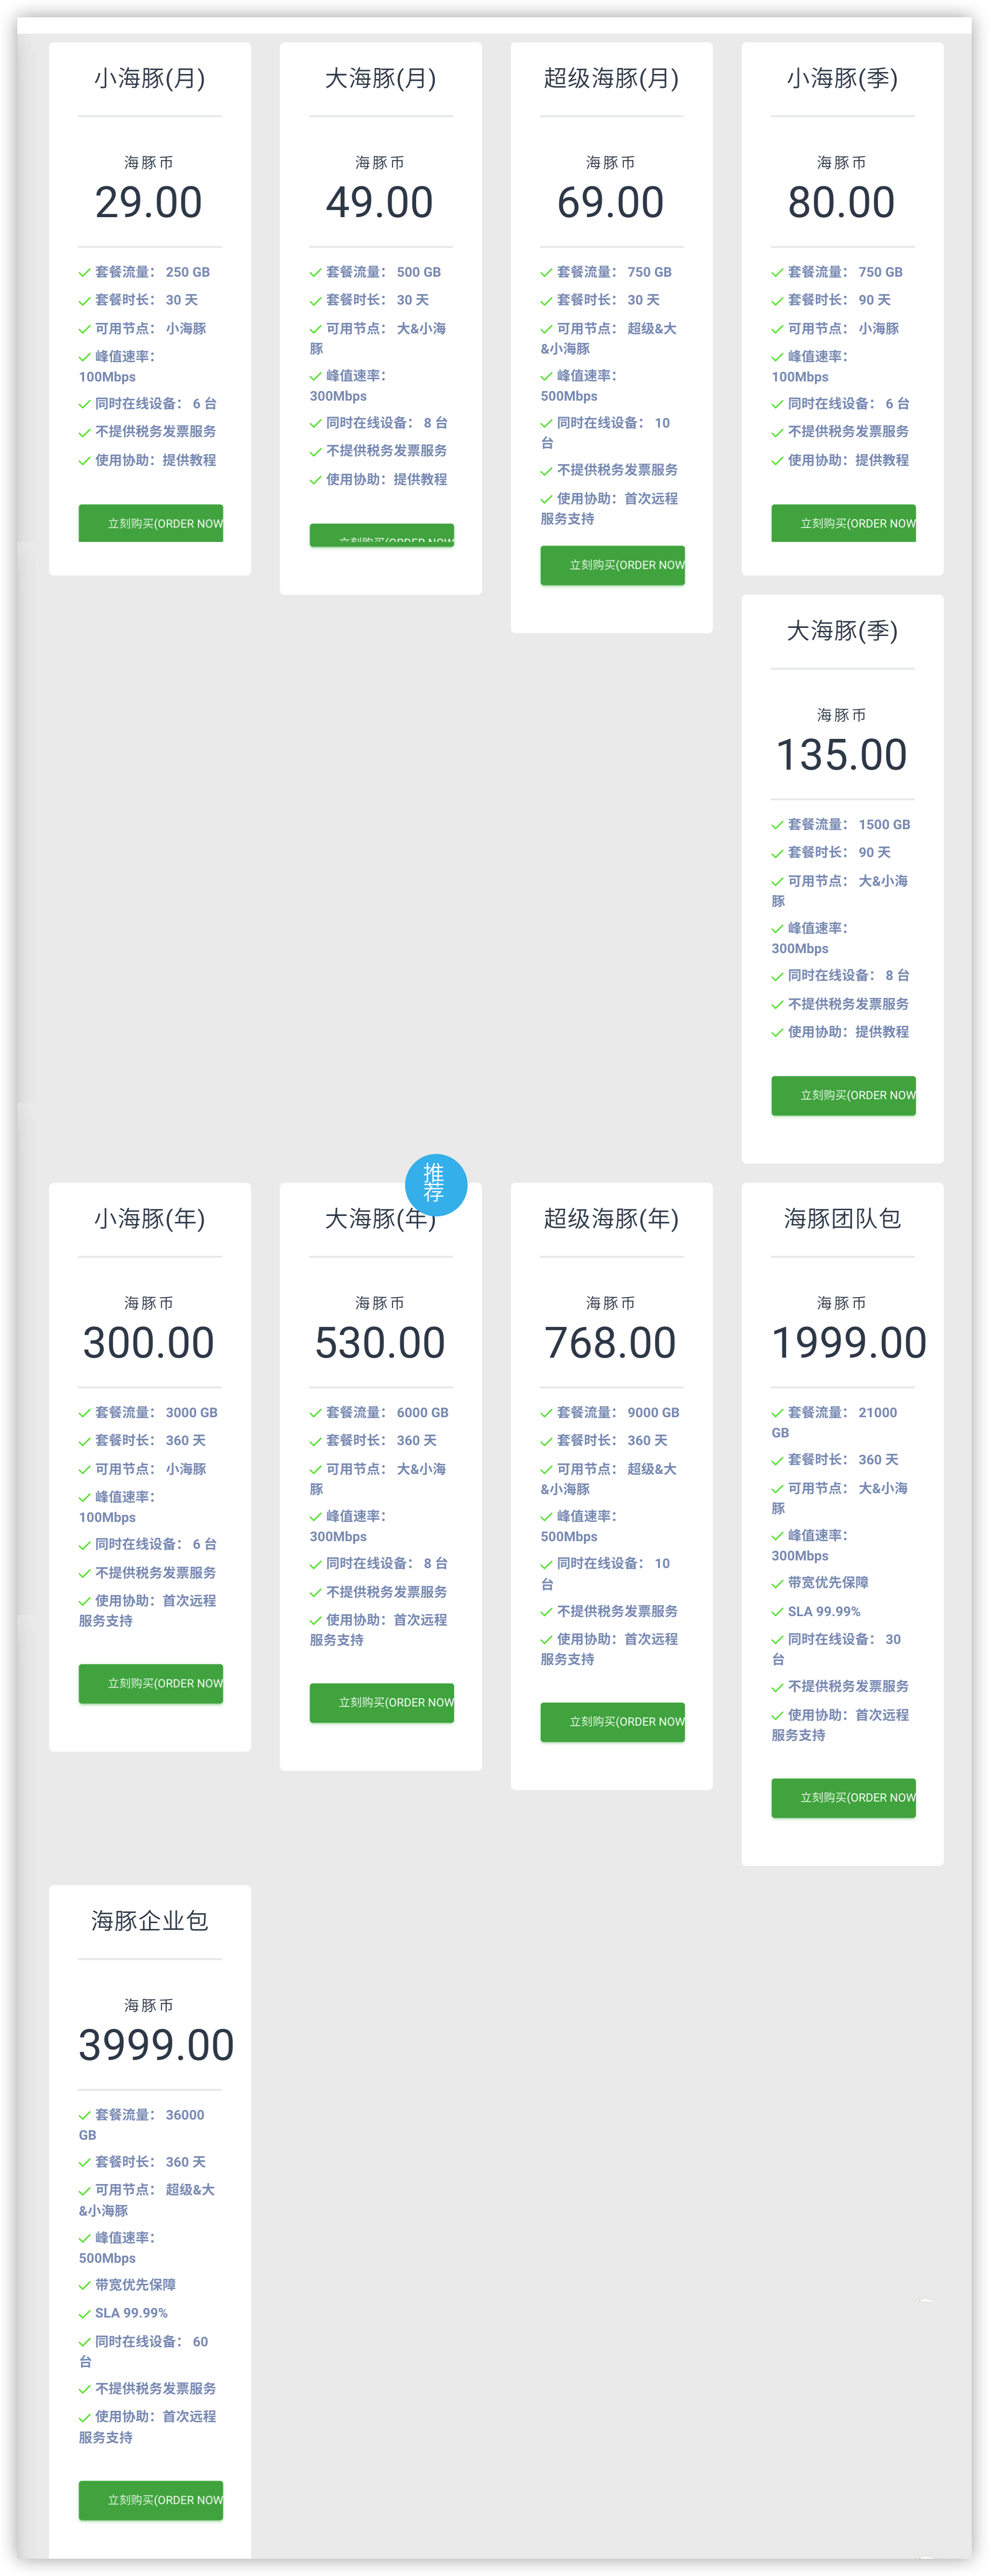 小海豚(月)
海豚币
29.00
套餐流量： 250 GB
套餐时长： 30 天
可用节点： 小海豚
峰值速率：
100Mbps
同时在线设备： 6 台
不提供税务发票服务
使用协助：提供教程
立刻购买(ORDER NOW
大海豚(月)
海豚币
49.00
套餐流量： 500 GB
套餐时长： 30 天
可用节点： 大&小海
豚
峰值速率：
300Mbps
同时在线设备： 8 台
不提供税务发票服务
使用协助：提供教程
立刻购买(ORDER NOW
超级海豚(月)
海豚币
69.00
套餐流量： 750 GB
套餐时长： 30 天
可用节点： 超级&大
&小海豚
峰值速率：
500Mbps
同时在线设备： 10
台
不提供税务发票服务
使用协助：首次远程
服务支持
立刻购买(ORDER NOW
小海豚(季)
海豚币
80.00
套餐流量： 750 GB
套餐时长： 90 天
可用节点： 小海豚
峰值速率：
100Mbps
同时在线设备： 6 台
不提供税务发票服务
使用协助：提供教程
立刻购买(ORDER NOW
大海豚(季)
海豚币
135.00
套餐流量： 1500 GB
套餐时长： 90 天
可用节点： 大&小海
豚
峰值速率：
300Mbps
同时在线设备： 8 台
不提供税务发票服务
使用协助：提供教程
立刻购买(ORDER NOW
小海豚(年)
海豚币
300.00
套餐流量： 3000 GB
套餐时长： 360 天
可用节点： 小海豚
峰值速率：
100Mbps
同时在线设备： 6 台
不提供税务发票服务
使用协助：首次远程
服务支持
立刻购买(ORDER NOW
推
荐
大海豚(年)
海豚币
530.00
套餐流量： 6000 GB
套餐时长： 360 天
可用节点： 大&小海
豚
峰值速率：
300Mbps
同时在线设备： 8 台
不提供税务发票服务
使用协助：首次远程
服务支持
立刻购买(ORDER NOW
超级海豚(年)
海豚币
768.00
套餐流量： 9000 GB
套餐时长： 360 天
可用节点： 超级&大
&小海豚
峰值速率：
500Mbps
同时在线设备： 10
台
不提供税务发票服务
使用协助：首次远程
服务支持
立刻购买(ORDER NOW
海豚团队包
海豚币
1999.00
套餐流量： 21000
GB
套餐时长： 360 天
可用节点： 大&小海
豚
峰值速率：
300Mbps
带宽优先保障
SLA 99.99%
同时在线设备： 30
台
不提供税务发票服务
使用协助：首次远程
服务支持
立刻购买(ORDER NOW
海豚企业包
海豚币
3999.00
套餐流量： 36000
GB
套餐时长： 360 天
可用节点： 超级&大
&小海豚
峰值速率：
500Mbps
带宽优先保障
SLA 99.99%
同时在线设备： 60
台
不提供税务发票服务
使用协助：首次远程
服务支持
立刻购买(ORDER NOW